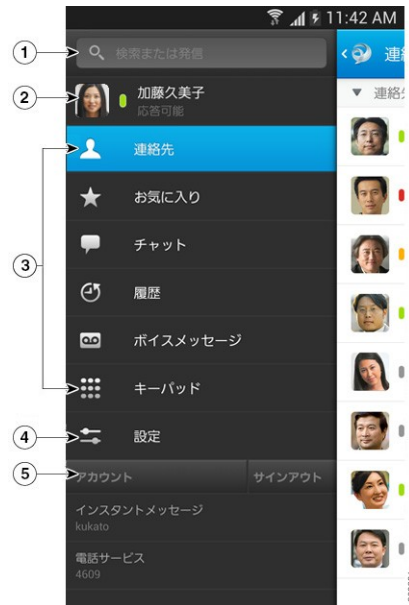 11:42 AM
1 検索または発信
2 加藤久美子
応答可能
3 連絡先
お気に入り
チャット
履歴
ボイスメッセージ
キーパッド
4 設定
5 アカウント サインアウト
インスタントメッセージ
kukato
電話サービス
4609
連
連絡